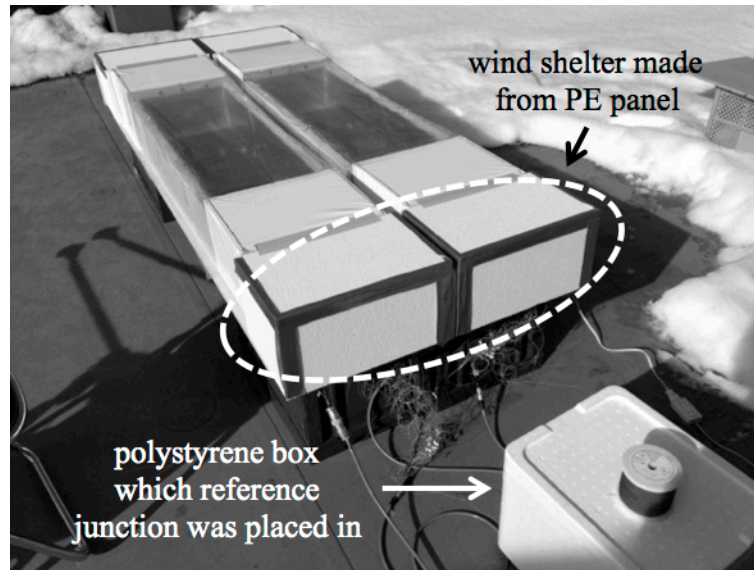 wind shelter made
from PE panel
polystyrene box
which reference
junction was placed in